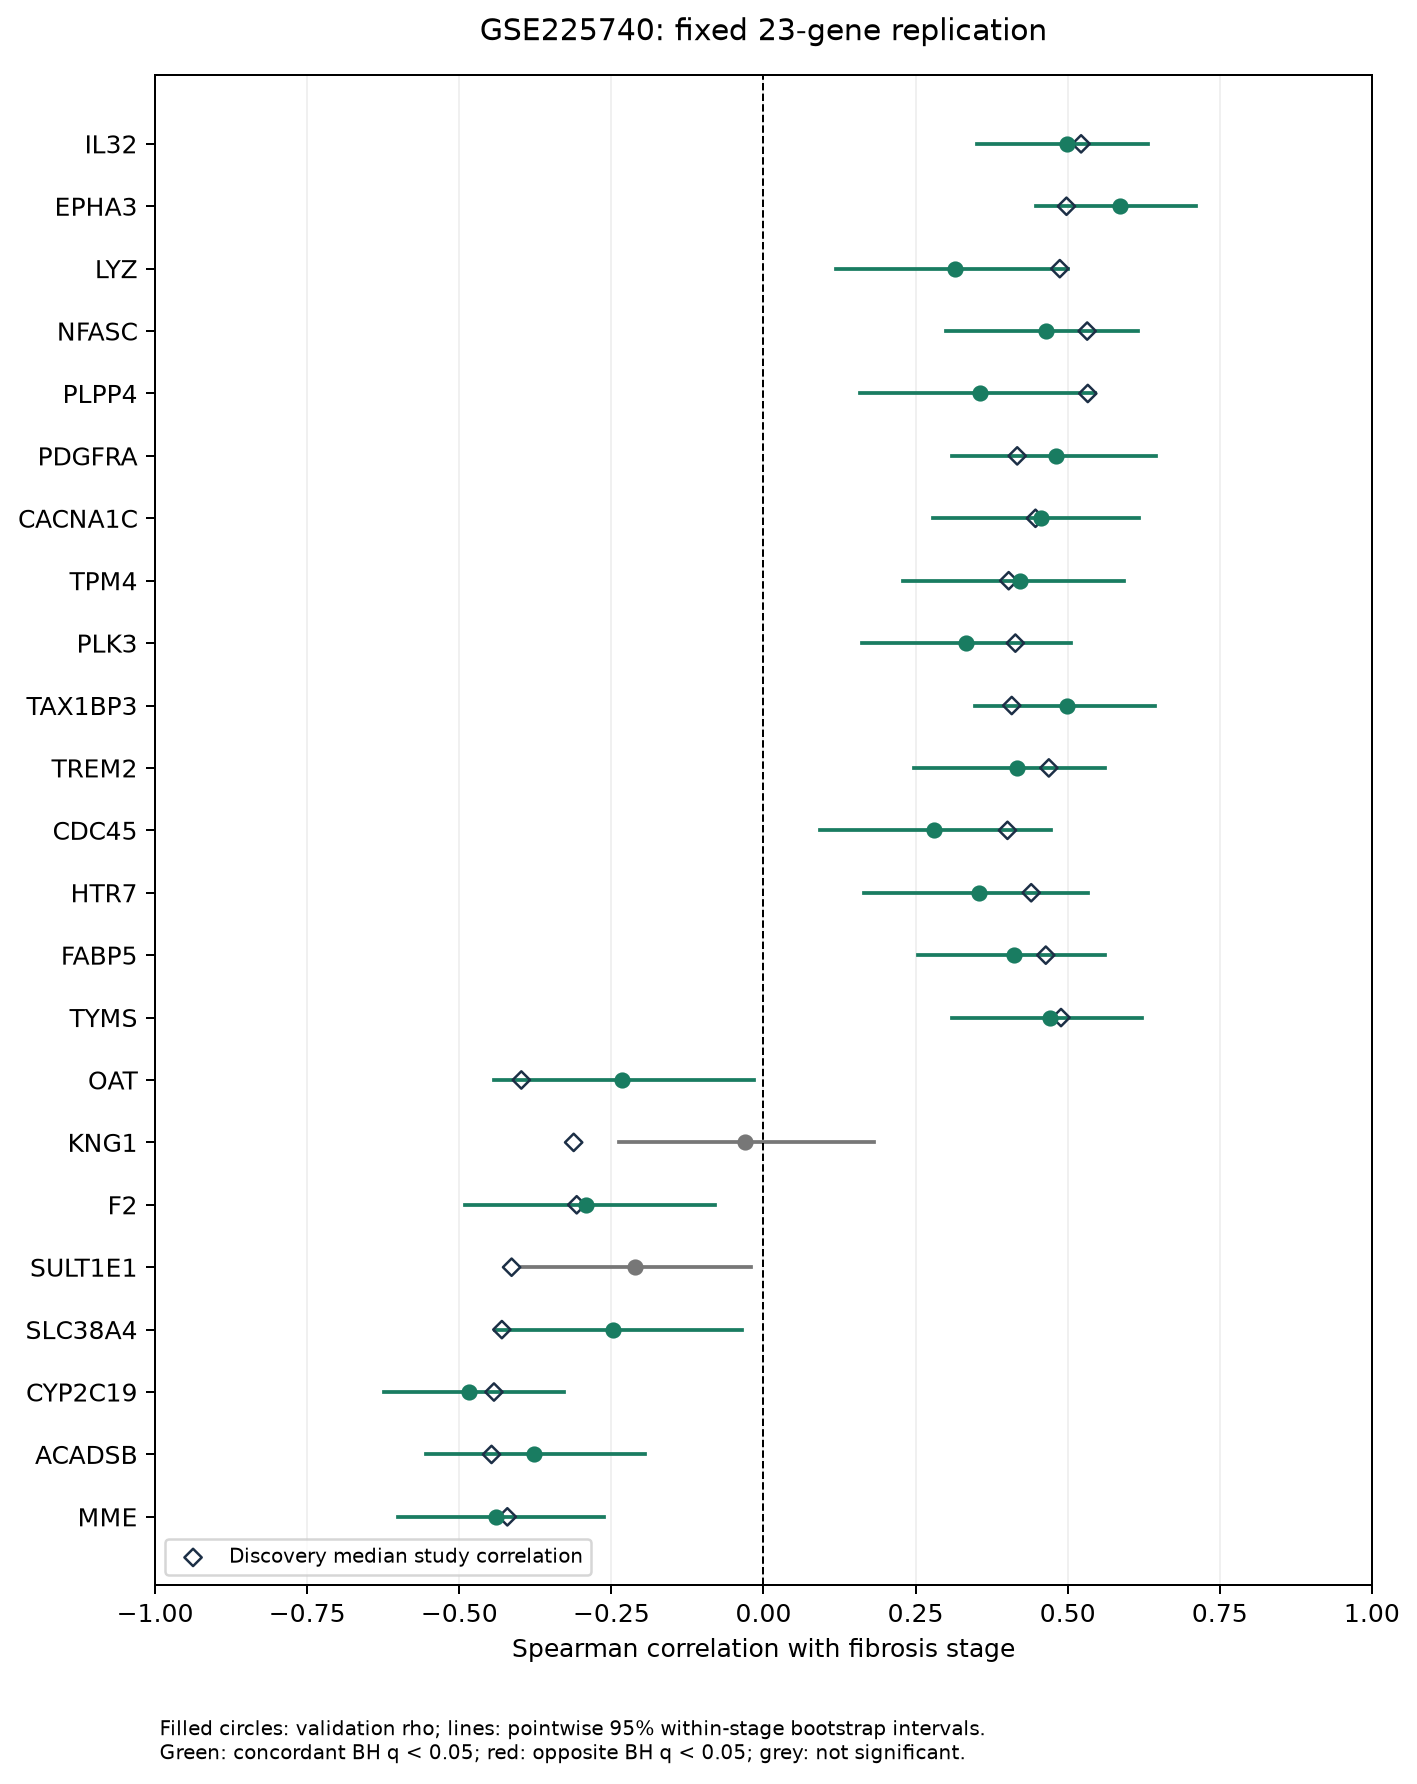 GSE225740: fixed 23-gene replication
IL32
EPHA3
LYZ
NFASC
PLPP4
PDGFRA
CACNA1C
TPM4
PLK3
TAX1BP3
TREM2
CDC45
HTR7
FABP5
TYMS
OAT
KNG1
F2
SULT1E1
SLC38A4
CYP2C19
ACADSB
MME
Discovery median study correlation
−1.00 −0.75 −0.50 −0.25 0.00 0.25 0.50 0.75 1.00
Spearman correlation with fibrosis stage
Filled circles: validation rho; lines: pointwise 95% within-stage bootstrap intervals.
Green: concordant BH q < 0.05; red: opposite BH q < 0.05; grey: not significant.